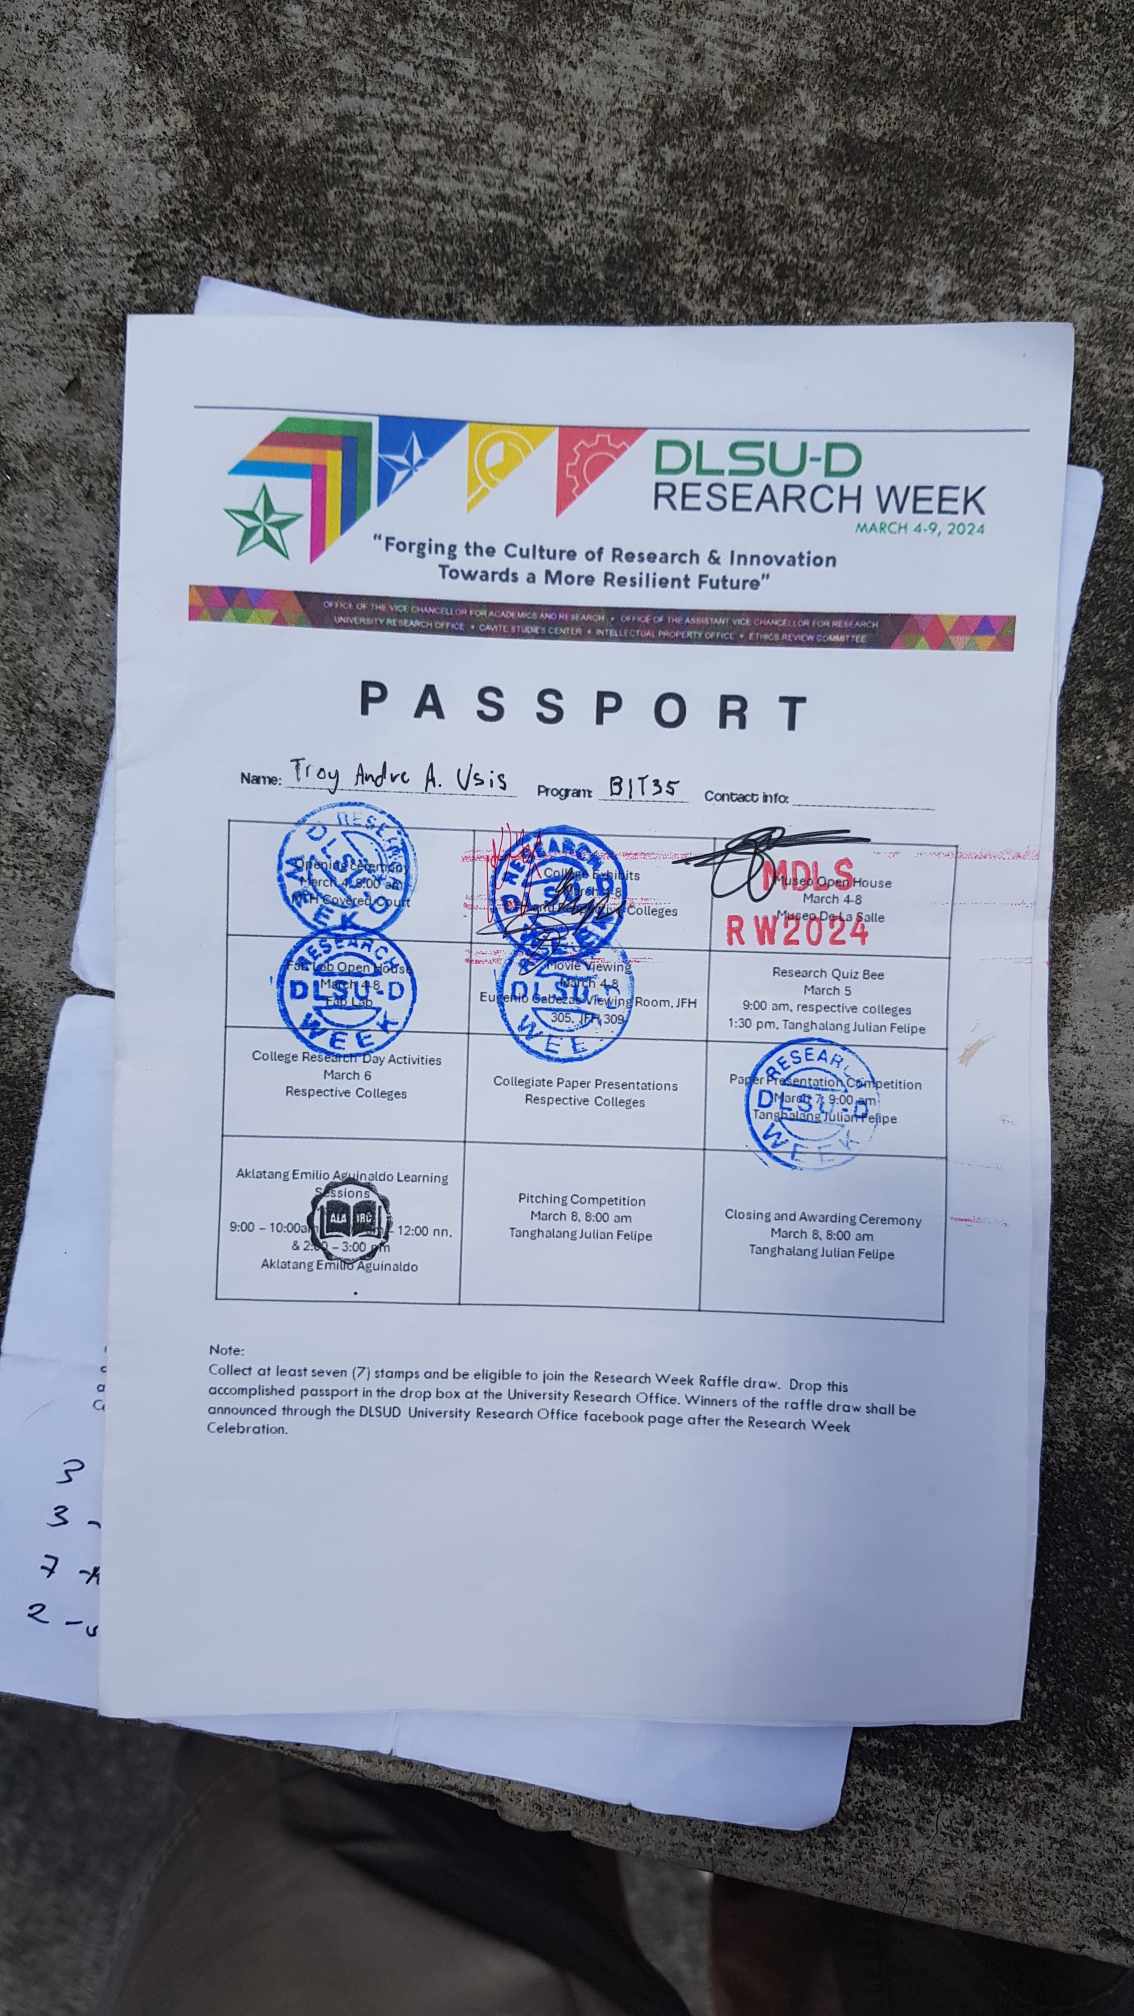 DLSU-D
RESEARCH WEEK
MARCH 4-9, 2024
"Forging the Culture of Research & Innovation
Towards a More Resilient Future"
OFFICE OF THE VICE CHANCELLOR FOR ACADEMICS AND RESEARCH • OFFICE OF THE ASSISTANT VICE CHANCELLOR FOR RESEARCH
UNIVERSITY RESEARCH OFFICE • CAVITE STUDIES CENTER • INTELLECTUAL PROPERTY OFFICE • ETHICS REVIEW COMMITTEE
PASSPORT
Name: Troy Andre A. Usis Program: BIT35 Contact info:
Opening Ceremony
March 4, 8:00 am
Covered Court
College Exhibits
March 4-8
Colleges
Museo Open House
March 4-8
Museo De La Salle
MDLS
RW2024
Fab Lab Open House
March 4-8
Fab Lab
RESEARCH
DLSU-D
WEEK
Movie Viewing
March 4-8
Eugenio Cabezas Viewing Room, JFH
305, JFH 309
DLSU-D
WEEK
Research Quiz Bee
March 5
9:00 am, respective colleges
1:30 pm, Tanghalang Julian Felipe
College Research Day Activities
March 6
Respective Colleges
Collegiate Paper Presentations
Respective Colleges
Paper Presentation Competition
March 7, 9:00 am
Tanghalang Julian Felipe
RESEARCH
DLSU-D
WEEK
Aklatang Emilio Aguinaldo Learning
Sessions
9:00 – 10:00am – 12:00 nn,
& 2:00 – 3:00 pm
Aklatang Emilio Aguinaldo
ALA IRC
Pitching Competition
March 8, 8:00 am
Tanghalang Julian Felipe
Closing and Awarding Ceremony
March 8, 8:00 am
Tanghalang Julian Felipe
Note:
Collect at least seven (7) stamps and be eligible to join the Research Week Raffle draw. Drop this
accomplished passport in the drop box at the University Research Office. Winners of the raffle draw shall be
announced through the DLSUD University Research Office facebook page after the Research Week
Celebration.
3
3 -
7
2 -